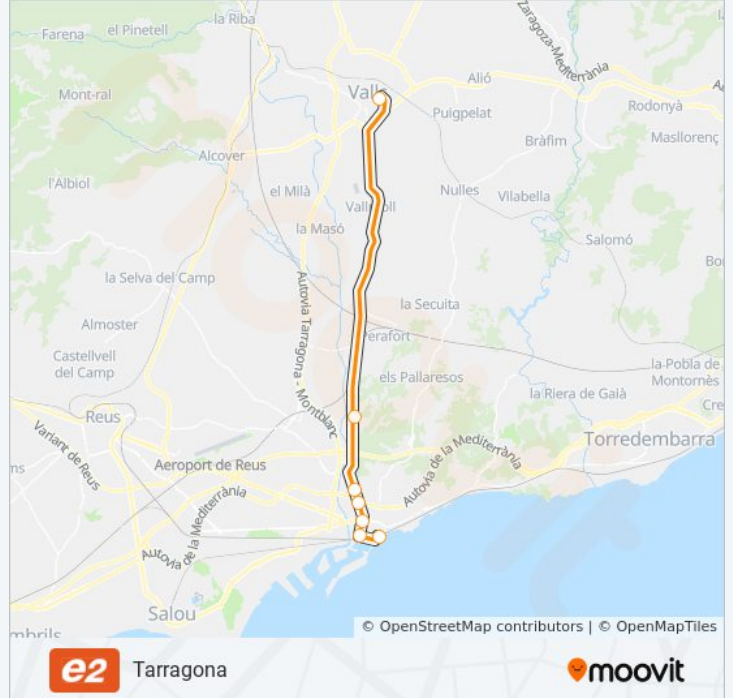 la Riba
el Pinetell
Farena
Zaragoza-Mediterrània
Mont-ral
Valls
Alió
Puigpelat
Rodonyà
Bràfim
Masllorenç
Alcover
l'Albiol
el Milà
Nulles
Vilabella
la Masó
Vallmoll
Salomó
la Selva del Camp
Autovia Tarragona - Montblanc
la Secuita
Almoster
Perafort
Castellvell
del Camp
els Pallaresos
la Pobla de
Montornès
la Riera de Gaià
Cre
Reus
Variant de Reus
Torredembarra
Aeroport de Reus
Autovia de la Mediterrània
Autovia de la Mediterrània
Salou
mbrils
© OpenStreetMap contributors | © OpenMapTiles
e2 Tarragona
moovit